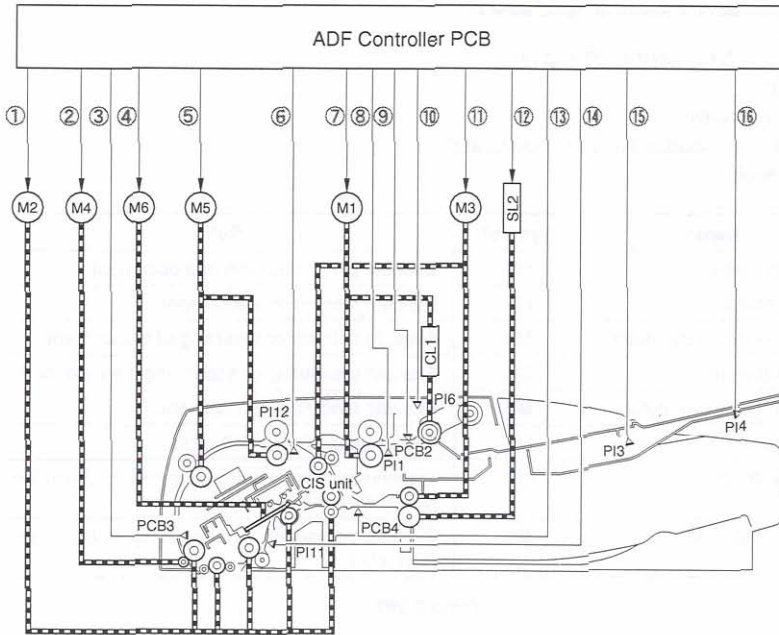 ADF Controller PCB
① ② ③ ④ ⑤ ⑥ ⑦ ⑧ ⑨ ⑩ ⑪ ⑫ ⑬ ⑭ ⑮ ⑯
M2 M4 M6 M5 M1 M3 SL2
CL1
PI12 PI6
PI4
PCB2 PI3
PI1
CIS unit
PCB3 PCB4
PI11